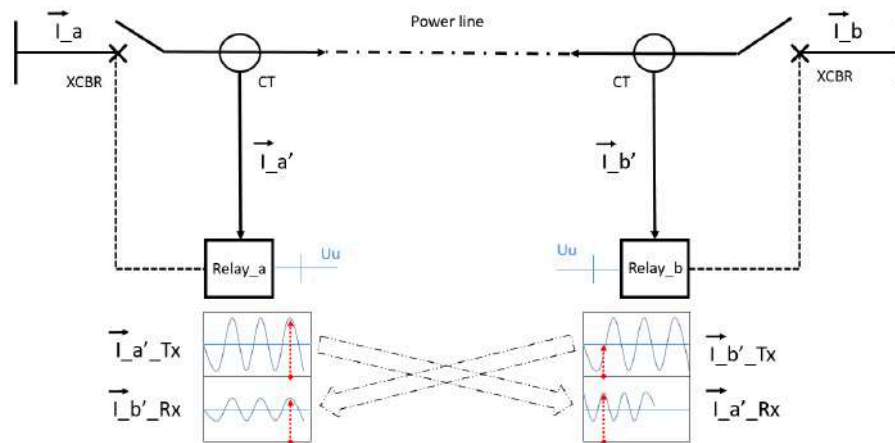 I_a
Power line
I_b
XCBR
CT
CT
XCBR
I_a’
I_b’
Uu
Uu
Relay_a
Relay_b
I_a’_Tx
I_b’_Tx
I_b’_Rx
I_a’_Rx